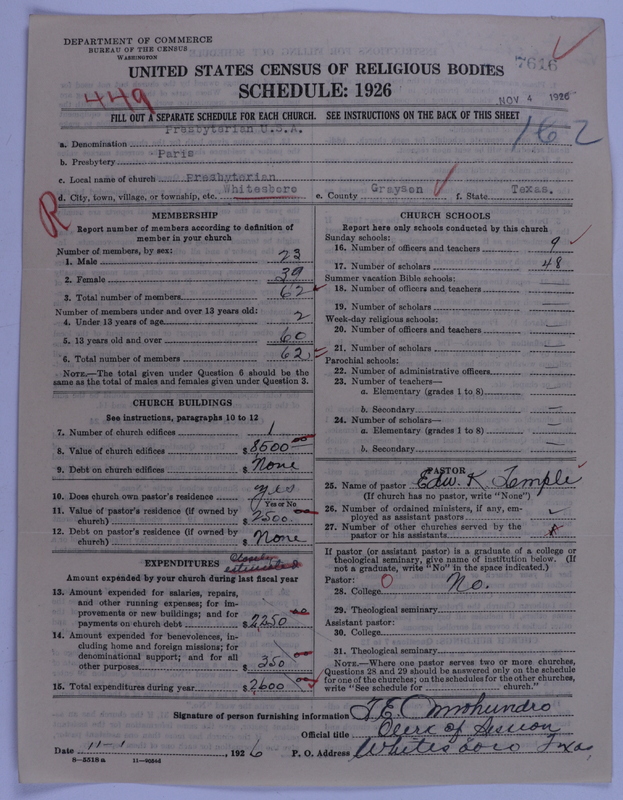 DEPARTMENT OF COMMERCE
BUREAU OF THE CENSUS
WASHINGTON
UNITED STATES CENSUS OF RELIGIOUS BODIES
SCHEDULE: 1926
7616
NOV 4 1926
449
162
FILL OUT A SEPARATE SCHEDULE FOR EACH CHURCH. SEE INSTRUCTIONS ON THE BACK OF THIS SHEET
a. Denomination Presbyterian U.S.A.
b. Presbytery Paris
c. Local name of church Presbyterian
d. City, town, village, or township, etc. Whitesboro e. County Grayson f. State Texas.
R
MEMBERSHIP
Report number of members according to definition of
member in your church
Number of members, by sex:
1. Male 23
2. Female 39
3. Total number of members 62
Number of members under and over 13 years old:
4. Under 13 years of age 2
5. 13 years old and over 60
6. Total number of members 62
NOTE.—The total given under Question 6 should be
same as the total of males and females given under Question 3.
CHURCH BUILDINGS
See instructions, paragraphs 10 to 12
7. Number of church edifices 1
8. Value of church edifices $ 8500
9. Debt on church edifices $ None
10. Does church own pastor's residence yes
Yes or No
11. Value of pastor's residence (if owned by
church) $ 2500.
12. Debt on pastor's residence (if owned by
church) $ None
EXPENDITURES Closely estimated
Amount expended by your church during last fiscal year
13. Amount expended for salaries, repairs,
and other running expenses; for im-
provements or new buildings; and for
payments on church debt $ 2250
14. Amount expended for benevolences, in-
cluding home and foreign missions; for
denominational support; and for all
other purposes $ 350
15. Total expenditures during year $ 2600
CHURCH SCHOOLS
Report here only schools conducted by this church
Sunday schools:
16. Number of officers and teachers 9
17. Number of scholars 48
Summer vacation Bible schools:
18. Number of officers and teachers —
19. Number of scholars —
Week-day religious schools:
20. Number of officers and teachers —
21. Number of scholars —
Parochial schools:
22. Number of administrative officers —
23. Number of teachers—
a. Elementary (grades 1 to 8) —
b. Secondary —
24. Number of scholars—
a. Elementary (grades 1 to 8) —
b. Secondary —
PASTOR
25. Name of pastor Edw. K. Temple
(If church has no pastor, write "None")
26. Number of ordained ministers, if any, em-
ployed as assistant pastors
27. Number of other churches served by the
pastor or his assistants
If pastor (or assistant pastor) is a graduate of a college or
theological seminary, give name of institution below. (If
not a graduate, write "No" in the space indicated.)
Pastor: 0
28. College No.
29. Theological seminary
Assistant pastor:
30. College
31. Theological seminary
NOTE.—Where one pastor serves two or more churches,
Questions 28 and 29 should be answered only on the schedule
for one of the churches; on the schedules for the other churches,
write "See schedule for church."
Signature of person furnishing information J. E. Omohundro
Official title Clerk of Session
Date 11-1, 1926 P. O. Address Whitesboro Texas
8—5518 a